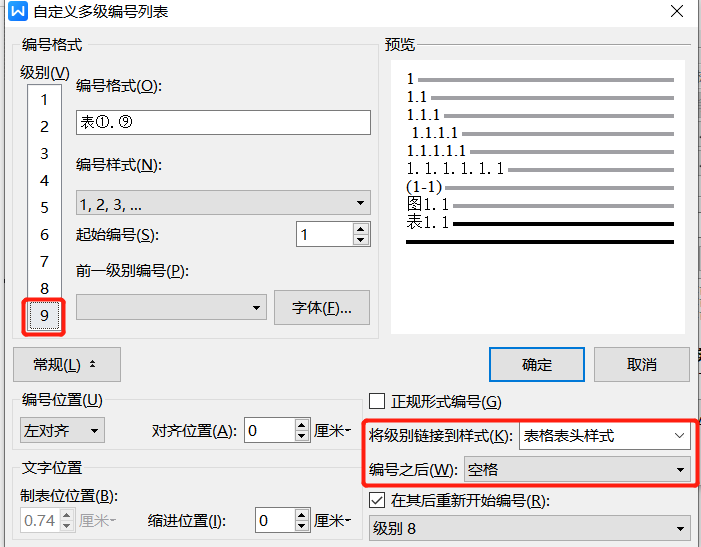 自定义多级编号列表
编号格式
级别(V)
1
2
3
4
5
6
7
8
9
编号格式(O):
表①.⑨
编号样式(N):
1, 2, 3, ...
起始编号(S):
1
前一级别编号(P):
字体(F)...
预览
1
1.1
1.1.1
1.1.1.1
1.1.1.1.1
1.1.1.1.1.1
(1-1)
图1.1
表1.1
常规(L)
确定
取消
编号位置(U)
左对齐
对齐位置(A):
0
厘米
文字位置
制表位位置(B):
0.74
厘米
缩进位置(I):
0
厘米
正规形式编号(G)
将级别链接到样式(K):
表格表头样式
编号之后(W):
空格
在其后重新开始编号(R):
级别 8